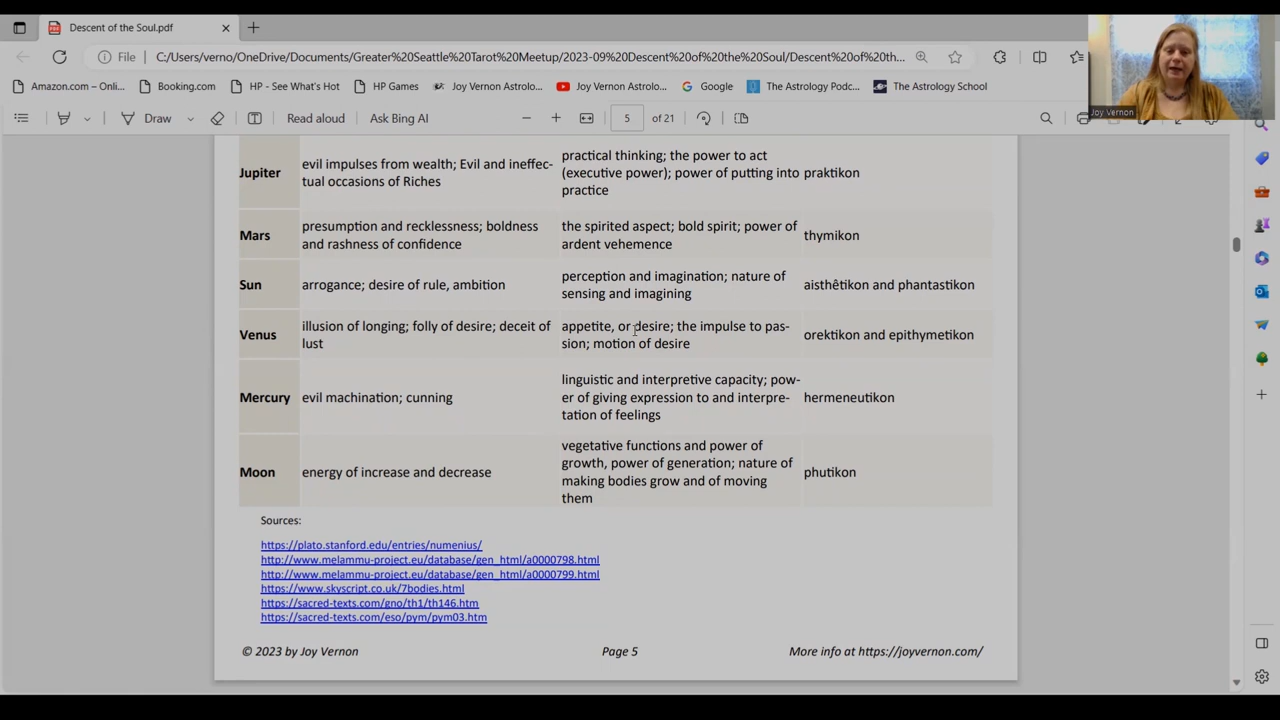 Descent of the Soul.pdf
File
C:/Users/verno/OneDrive/Documents/Greater%20Seattle%20Tarot%20Meetup/2023-09%20Descent%20of%20the%20Soul/Descent%20of%20th...
Amazon.com – Onli...
Booking.com
HP - See What's Hot
HP Games
Joy Vernon Astrolo...
Joy Vernon Astrolo...
Google
The Astrology Podc...
The Astrology School
Joy Vernon
Draw
Read aloud
Ask Bing AI
5
of 21
Jupiter
evil impulses from wealth; Evil and ineffec-
tual occasions of Riches
practical thinking; the power to act
(executive power); power of putting into
practice
praktikon
Mars
presumption and recklessness; boldness
and rashness of confidence
the spirited aspect; bold spirit; power of
ardent vehemence
thymikon
Sun
arrogance; desire of rule, ambition
perception and imagination; nature of
sensing and imagining
aisthêtikon and phantastikon
Venus
illusion of longing; folly of desire; deceit of
lust
appetite, or desire; the impulse to pas-
sion; motion of desire
orektikon and epithymetikon
Mercury
evil machination; cunning
linguistic and interpretive capacity; pow-
er of giving expression to and interpre-
tation of feelings
hermeneutikon
Moon
energy of increase and decrease
vegetative functions and power of
growth, power of generation; nature of
making bodies grow and of moving
them
phutikon
Sources:
https://plato.stanford.edu/entries/numenius/
http://www.melammu-project.eu/database/gen_html/a0000798.html
http://www.melammu-project.eu/database/gen_html/a0000799.html
https://www.skyscript.co.uk/7bodies.html
https://sacred-texts.com/gno/th1/th146.htm
https://sacred-texts.com/eso/pym/pym03.htm
© 2023 by Joy Vernon
Page 5
More info at https://joyvernon.com/